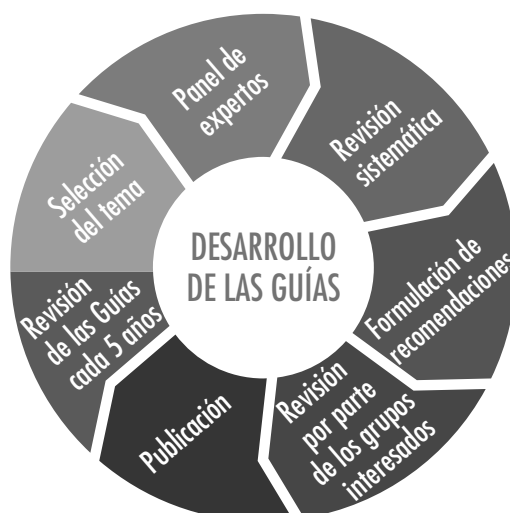 Panel de
expertos
Revisión
sistemática
Formulación de
recomendaciones
Revisión
por parte
de los grupos
interesados
Publicación
Revisión
de las Guías
cada 5 años
Selección
del tema
DESARROLLO
DE LAS GUÍAS